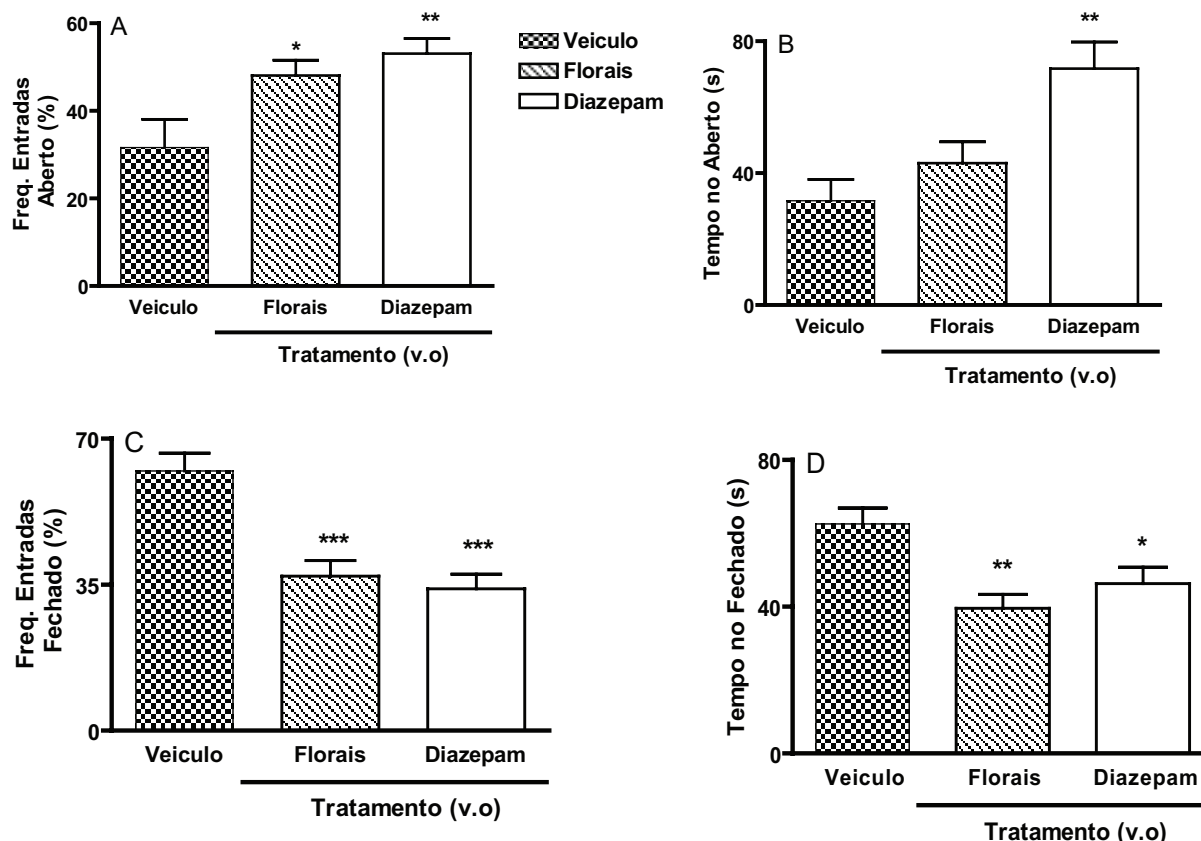 A
Freq. Entradas
Aberto (%)
60
40
20
0
*
**
Veiculo
Florais
Diazepam
Tratamento (v.o)
Veiculo
Florais
Diazepam
B
Tempo no Aberto (s)
80
40
0
**
Veiculo
Florais
Diazepam
Tratamento (v.o)
C
Freq. Entradas
Fechado (%)
70
35
0
***
***
Veiculo
Florais
Diazepam
Tratamento (v.o)
D
Tempo no Fechado (s)
80
40
0
**
*
Veiculo
Florais
Diazepam
Tratamento (v.o)